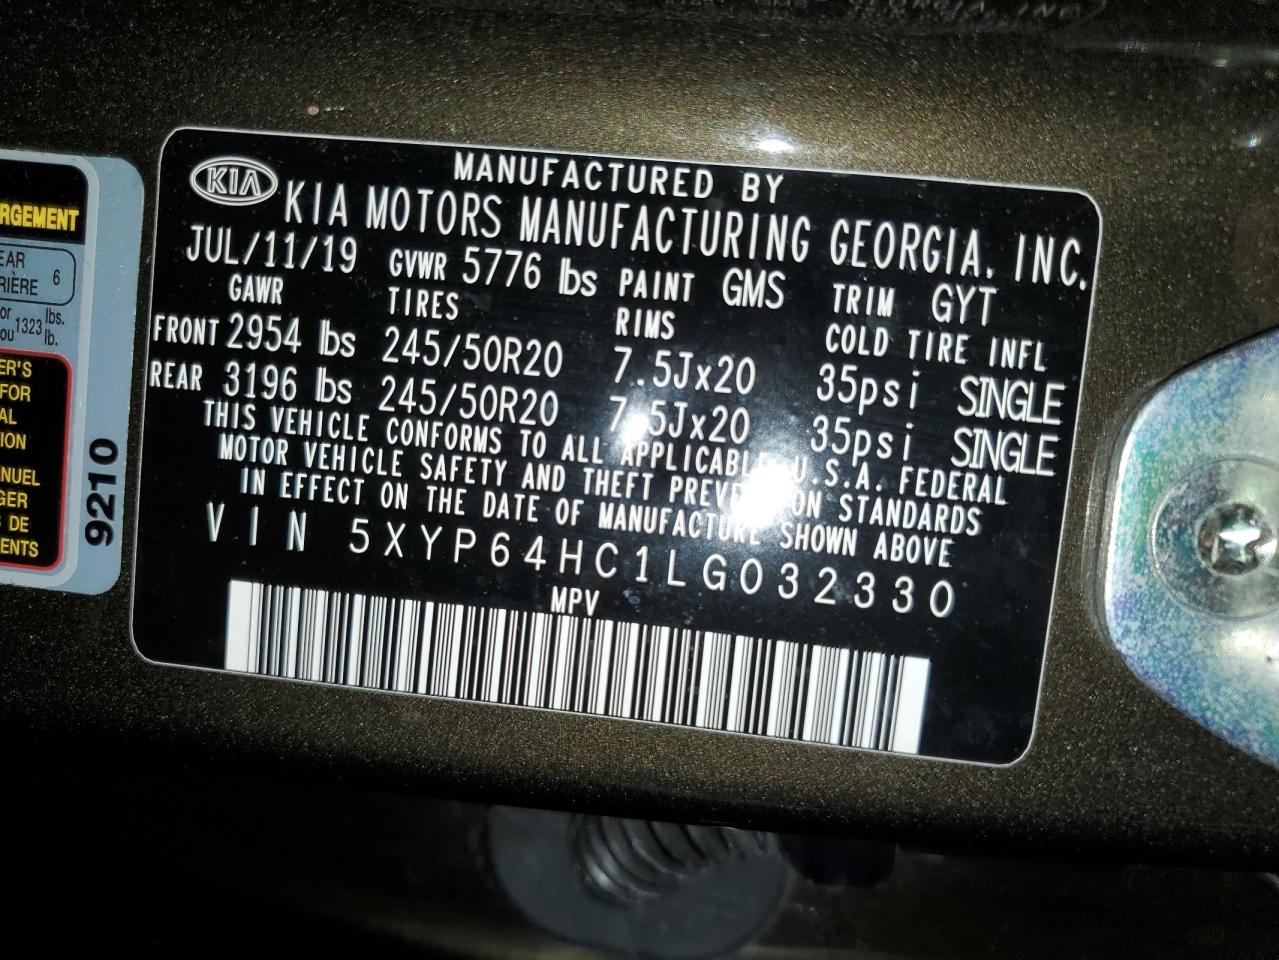 KIA
MANUFACTURED BY
KIA MOTORS MANUFACTURING GEORGIA, INC.
JUL/11/19 GVWR 5776 lbs PAINT GMS TRIM GYT
GAWR TIRES RIMS COLD TIRE INFL
FRONT 2954 lbs 245/50R20 7.5Jx20 35psi SINGLE
REAR 3196 lbs 245/50R20 7.5Jx20 35psi SINGLE
THIS VEHICLE CONFORMS TO ALL APPLICABLE U.S.A. FEDERAL
MOTOR VEHICLE SAFETY AND THEFT PREVENTION STANDARDS
IN EFFECT ON THE DATE OF MANUFACTURE SHOWN ABOVE
VIN 5XYP64HC1LG032330
MPV
RGEMENT
EAR
RIÈRE 6
or lbs.
ou 1323 lb.
ER'S
FOR
AL
ION
NUEL
GER
DE
ENTS
9210